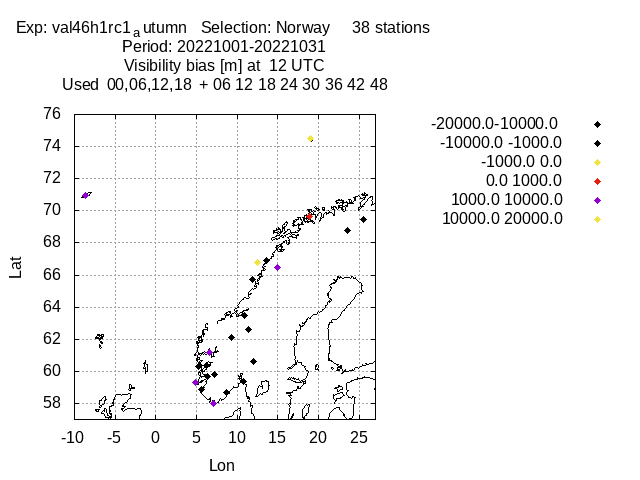 Exp: val46h1rc1_autumn   Selection: Norway     38 stations
Period: 20221001-20221031
Visibility bias [m] at  12 UTC
Used  00,06,12,18  + 06 12 18 24 30 36 42 48
-20000.0-10000.0
-10000.0 -1000.0
-1000.0 0.0
0.0 1000.0
1000.0 10000.0
10000.0 20000.0
76
74
72
70
68
66
64
62
60
58
Lat
-10 -5 0 5 10 15 20 25
Lon